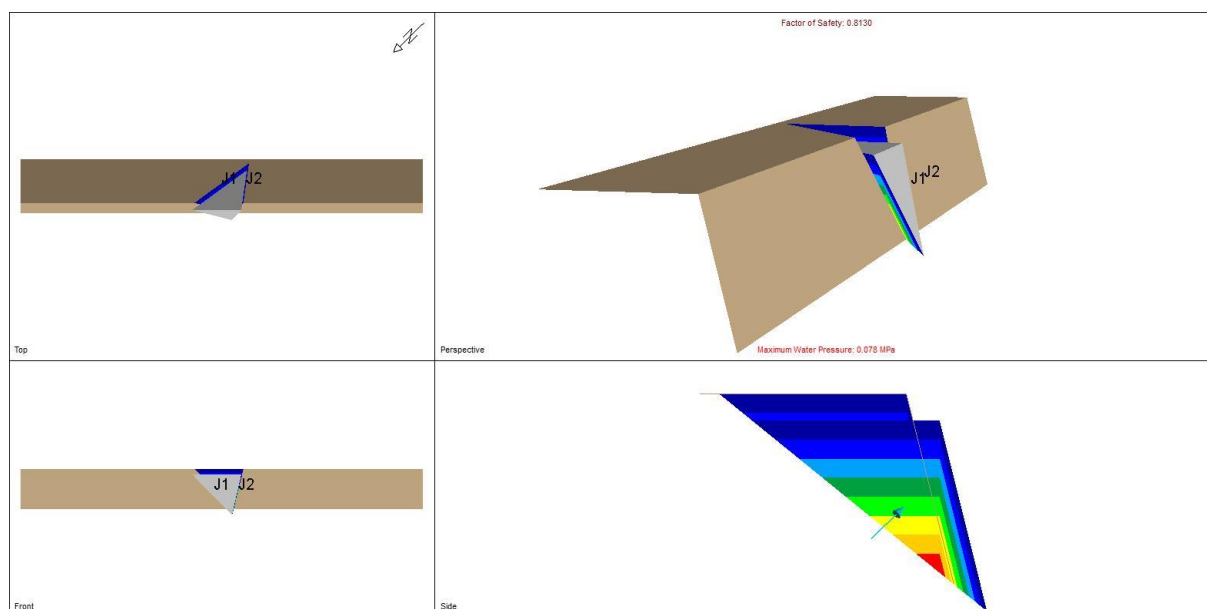 Factor of Safety: 0.8130
J1 J2
J1 J2
Top
Perspective
Maximum Water Pressure: 0.078 MPa
J1 J2
Front
Side